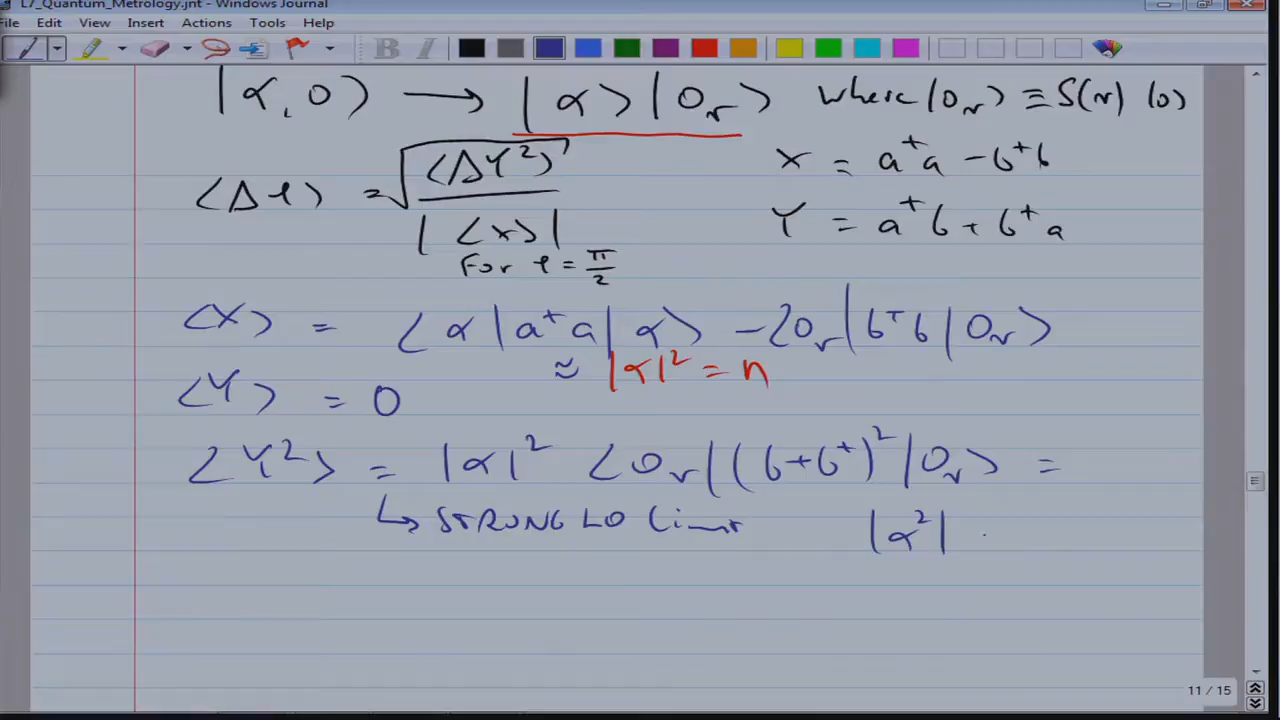 L7_Quantum_Metrology.jnt - Windows Journal
File Edit View Insert Actions Tools Help
|α,0⟩ → |α⟩|0r⟩ where |0r⟩ ≡ S(r)|0⟩
⟨Δφ⟩ = √⟨ΔY²⟩ / |⟨X⟩| X = a⁺a - b⁺b
For φ = π/2 Y = a⁺b + b⁺a
⟨X⟩ = ⟨α|a⁺a|α⟩ - ⟨0r|b⁺b|0r⟩
≈ |α|² = n
⟨Y⟩ = 0
⟨Y²⟩ = |α|² ⟨0r|(b+b⁺)²|0r⟩ =
↳ STRONG LO limit |α²|
11 / 15